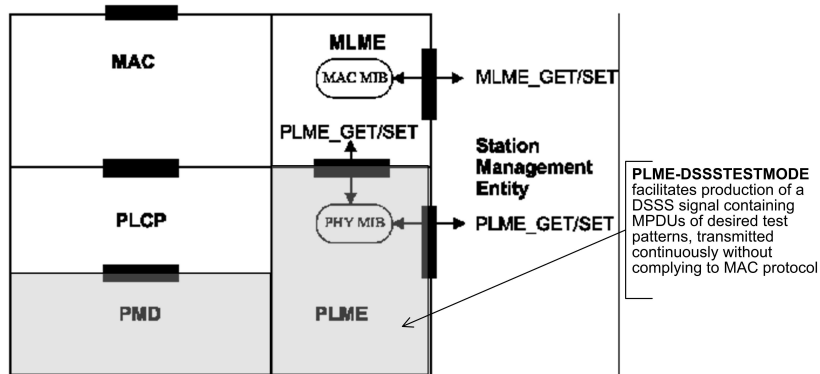 MAC
MLME
MAC MIB
MLME_GET/SET
PLME_GET/SET
Station
Management
Entity
PLCP
PHY MIB
PLME_GET/SET
PMD
PLME
PLME-DSSSTESTMODE
facilitates production of a
DSSS signal containing
MPDUs of desired test
patterns, transmitted
continuously without
complying to MAC protocol